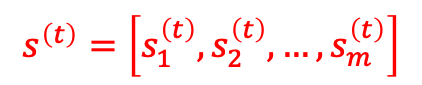 s^{(t)} = [s_1^{(t)}, s_2^{(t)}, ..., s_m^{(t)}]